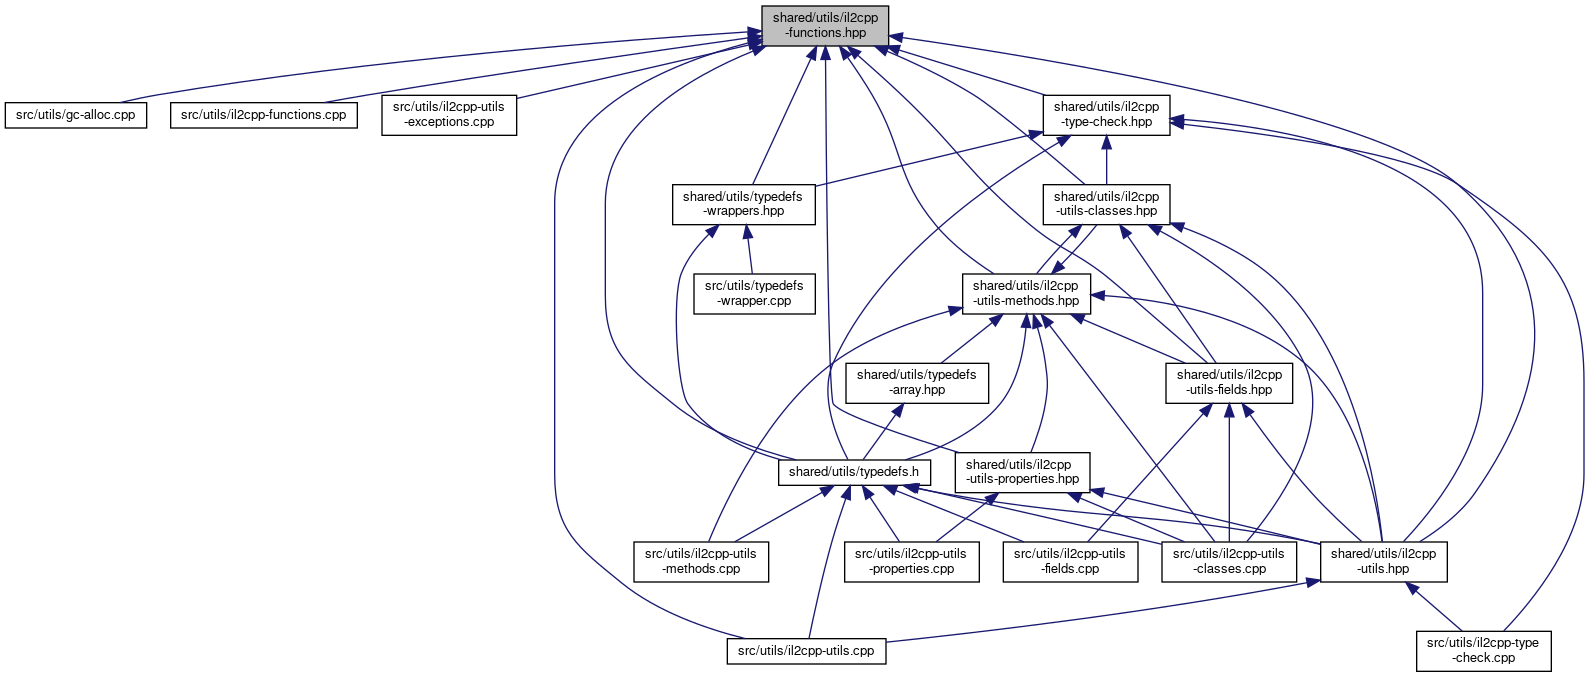 shared/utils/il2cpp
-functions.hpp
src/utils/gc-alloc.cpp
src/utils/il2cpp-functions.cpp
src/utils/il2cpp-utils
-exceptions.cpp
shared/utils/il2cpp
-type-check.hpp
shared/utils/typedefs
-wrappers.hpp
shared/utils/il2cpp
-utils-classes.hpp
src/utils/typedefs
-wrapper.cpp
shared/utils/il2cpp
-utils-methods.hpp
shared/utils/typedefs
-array.hpp
shared/utils/il2cpp
-utils-fields.hpp
shared/utils/typedefs.h
shared/utils/il2cpp
-utils-properties.hpp
src/utils/il2cpp-utils
-methods.cpp
src/utils/il2cpp-utils
-properties.cpp
src/utils/il2cpp-utils
-fields.cpp
src/utils/il2cpp-utils
-classes.cpp
shared/utils/il2cpp
-utils.hpp
src/utils/il2cpp-utils.cpp
src/utils/il2cpp-type
-check.cpp